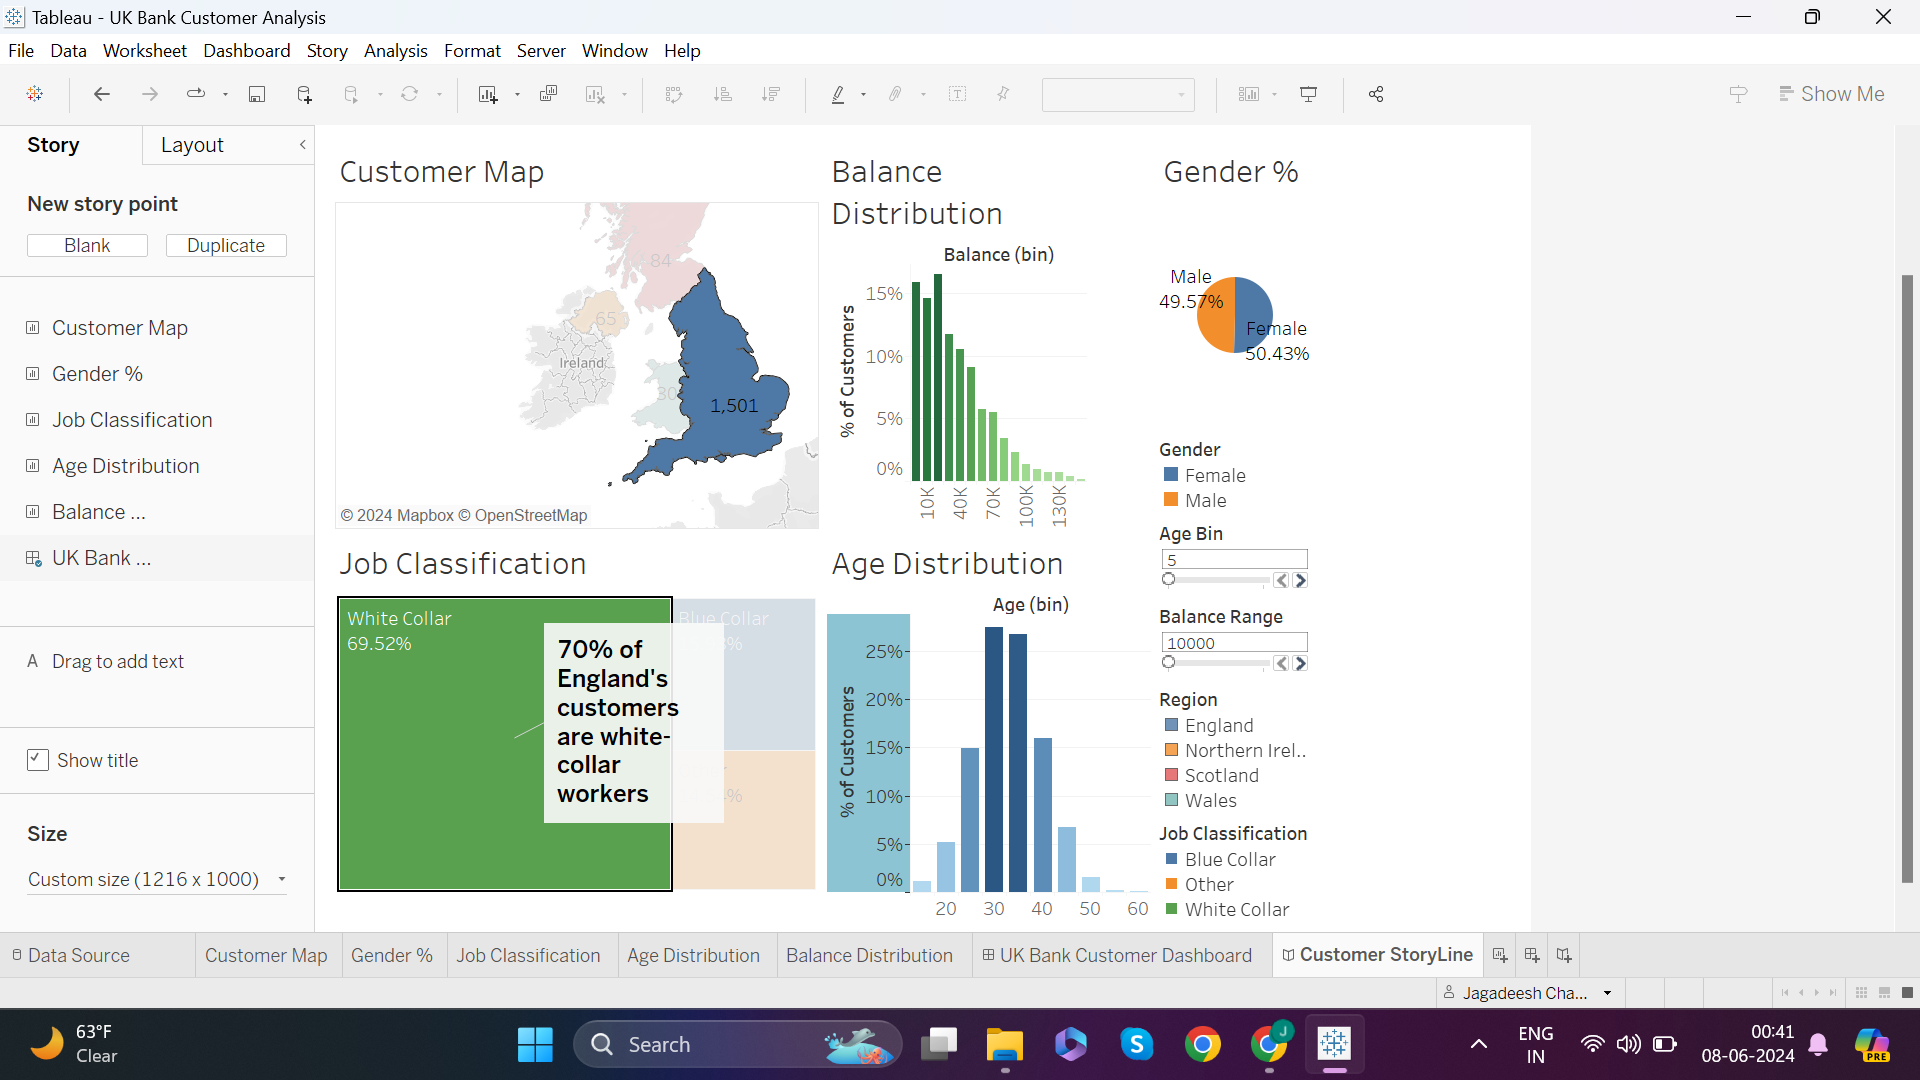 Tableau - UK Bank Customer Analysis
File Data Worksheet Dashboard Story Analysis Format Server Window Help
Show Me
Story Layout
New story point
Blank Duplicate
Customer Map
Gender %
Job Classification
Age Distribution
Balance ...
UK Bank ...
A Drag to add text
Show title
Size
Custom size (1216 x 1000)
Customer Map
84
65
Ireland
30
1,501
© 2024 Mapbox © OpenStreetMap
Balance
Distribution
Balance (bin)
% of Customers
15%
10%
5%
0%
10K 40K 70K 100K 130K
Gender %
Male
49.57%
Female
50.43%
Gender
Female
Male
Age Bin
5
Balance Range
10000
Region
England
Northern Irel..
Scotland
Wales
Job Classification
Blue Collar
Other
White Collar
Job Classification
White Collar
69.52%
Blue Collar
70% of
England's
customers
are white-
collar
workers
Age Distribution
Age (bin)
% of Customers
25%
20%
15%
10%
5%
0%
20 30 40 50 60
Data Source Customer Map Gender % Job Classification Age Distribution Balance Distribution UK Bank Customer Dashboard Customer StoryLine
Jagadeesh Cha...
63°F
Clear
Search
J
S
ENG
IN
00:41
08-06-2024
PRE